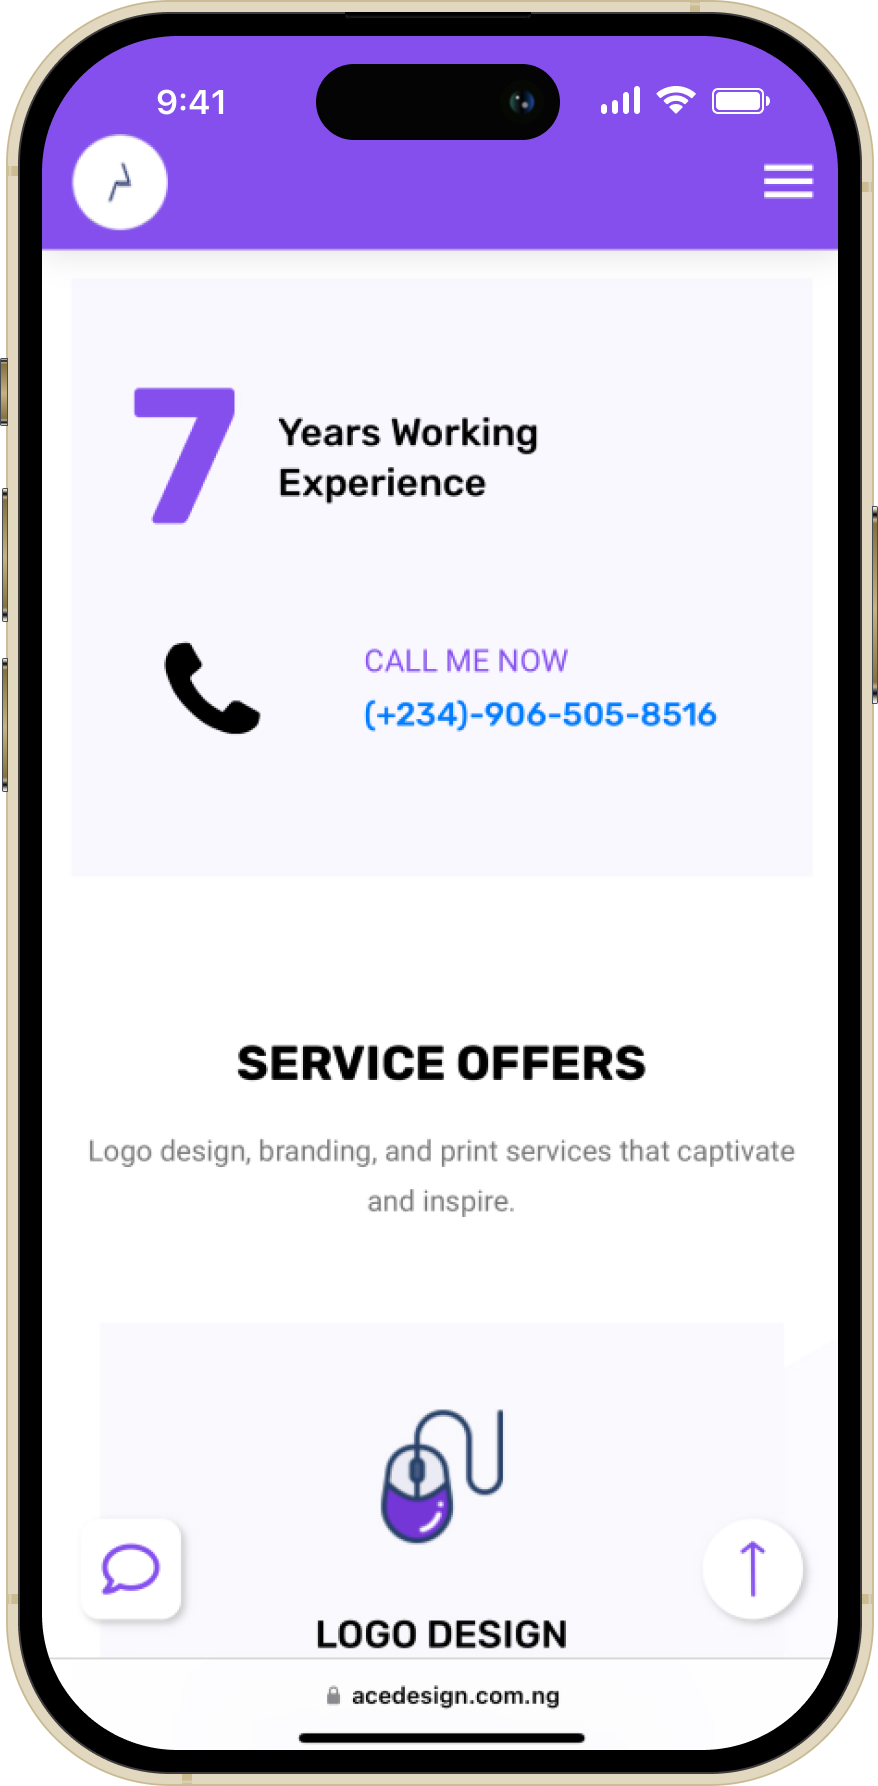 9:41
7
Years Working
Experience
CALL ME NOW
(+234)-906-505-8516
SERVICE OFFERS
Logo design, branding, and print services that captivate
and inspire.
LOGO DESIGN
acedesign.com.ng